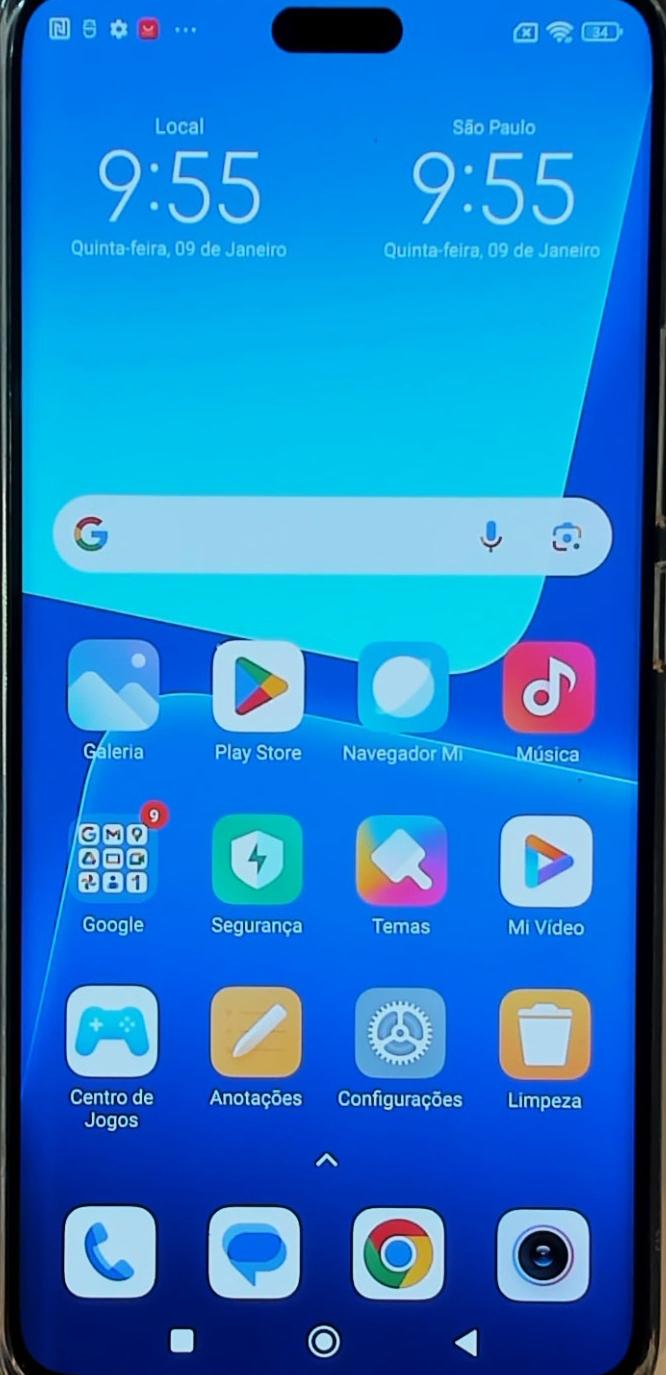 34
Local
São Paulo
9:55
9:55
Quinta-feira, 09 de Janeiro
Quinta-feira, 09 de Janeiro
Galeria
Play Store
Navegador Mi
Música
9
Google
Segurança
Temas
Mi Vídeo
Centro de
Jogos
Anotações
Configurações
Limpeza